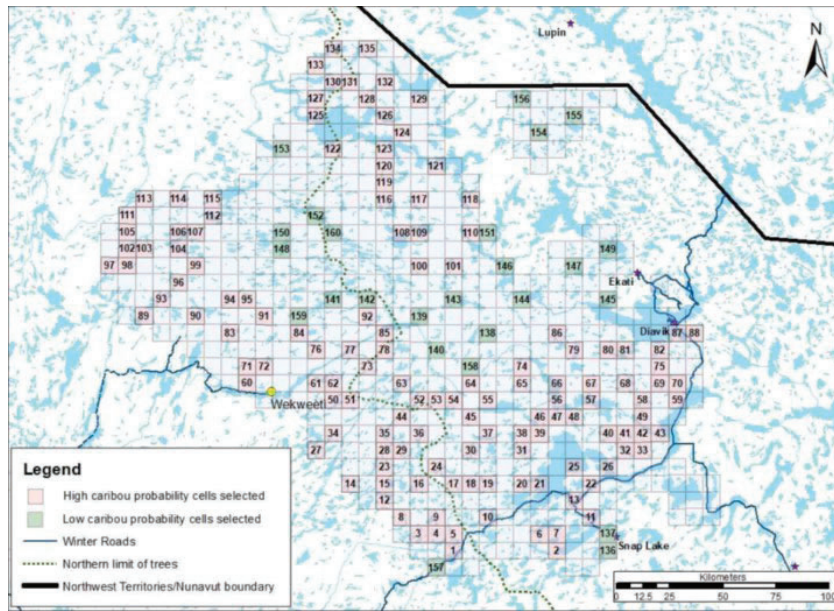 Lupin
N
134 135
133
130 131 132
127 128 129 156
125 126 155
124 154
153 122 123
120 121
119
113 114 115 116 117 118
111 112 152
105 106 107 150 160 108 109 110 151
102 103 104 148 149
97 98 99 100 101 146 147
Ekati
96
93 94 95 141 142 143 144 145
89 90 91 159 92 139
Diavik
83 84 85 138 86 87 88
76 77 78 140 79 80 81 82
71 72 73 158 74 75
60 61 62 63 64 65 66 67 68 69 70
Wekweeti
50 51 52 53 54 55 56 57 58 59
44 45 46 47 48 49
34 35 36 37 38 39 40 41 42 43
27 28 29 30 31 32 33
23 24 25 26
14 15 16 17 18 19 20 21 22
12 13
8 9 10 11
3 4 5 6 7 137
Snap Lake
1 2 136
157
Legend
High caribou probability cells selected
Low caribou probability cells selected
Winter Roads
Northern limit of trees
Northwest Territories/Nunavut boundary
Kilometers
0 12.5 25 50 75 100